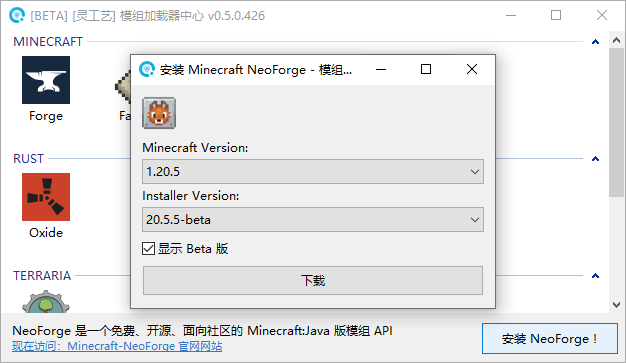 [BETA] [灵工艺] 模组加载器中心 v0.5.0.426
MINECRAFT
Forge
Fa
RUST
Oxide
TERRARIA
安装 Minecraft NeoForge - 模组...
Minecraft Version:
1.20.5
Installer Version:
20.5.5-beta
显示 Beta 版
下载
NeoForge 是一个免费、开源、面向社区的 Minecraft:Java 版模组 API
现在访问：Minecraft-NeoForge 官网网站
安装 NeoForge！